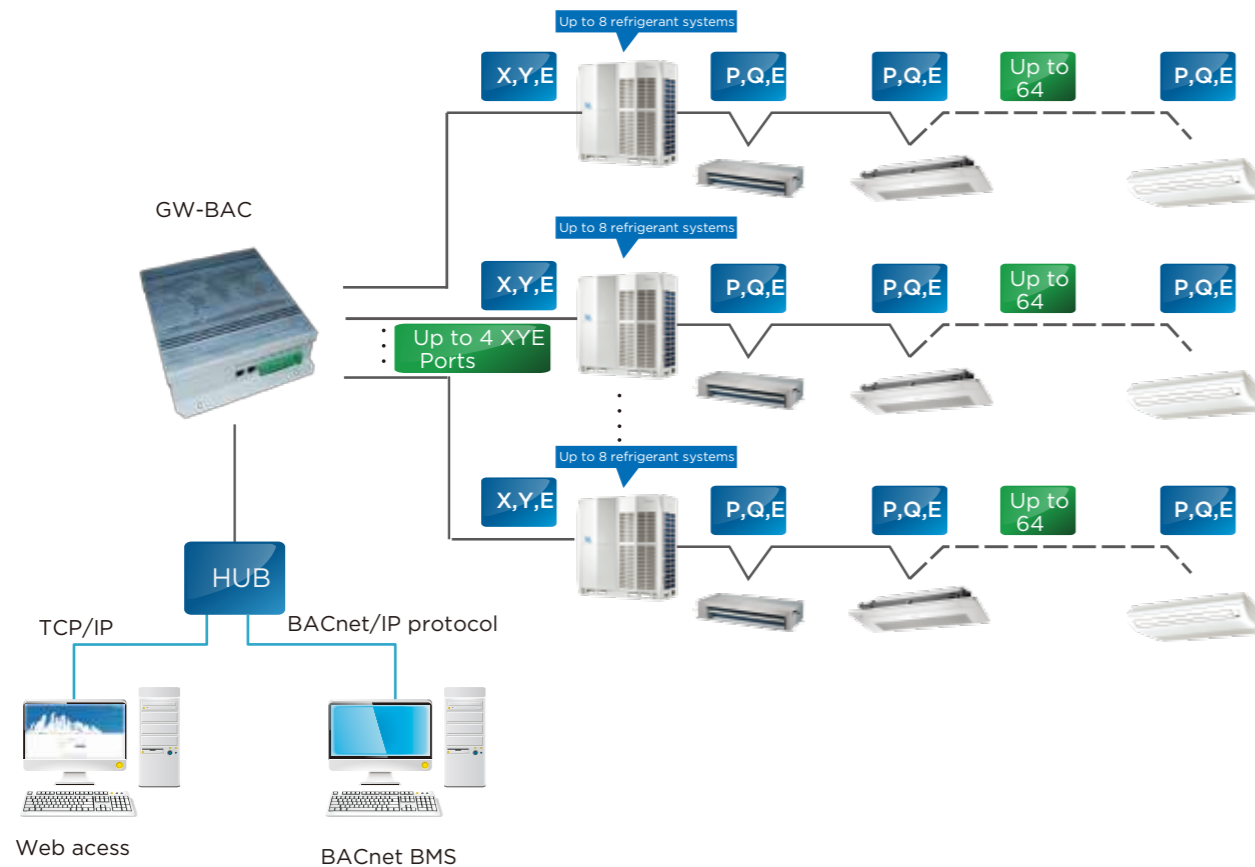 Up to 8 refrigerant systems
X,Y,E
P,Q,E
P,Q,E
Up to
64
P,Q,E
GW-BAC
Up to 8 refrigerant systems
X,Y,E
P,Q,E
P,Q,E
Up to
64
P,Q,E
Up to 4 XYE
Ports
Up to 8 refrigerant systems
X,Y,E
P,Q,E
P,Q,E
Up to
64
P,Q,E
HUB
TCP/IP
BACnet/IP protocol
Web acess
BACnet BMS